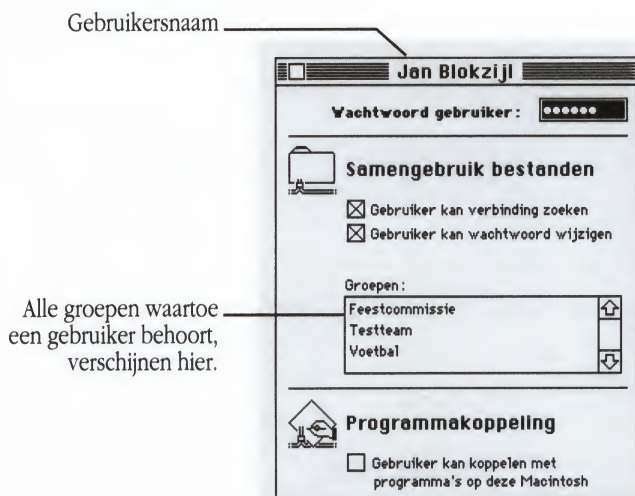 Gebruikersnaam
Jan Blokzijl
Wachtwoord gebruiker:
Samengebruik bestanden
Gebruiker kan verbinding zoeken
Gebruiker kan wachtwoord wijzigen
Groepen:
Feestcommissie
Testteam
Voetbal
Alle groepen waartoe
een gebruiker behoort,
verschijnen hier.
Programmakoppeling
Gebruiker kan koppelen met
programma's op deze Macintosh